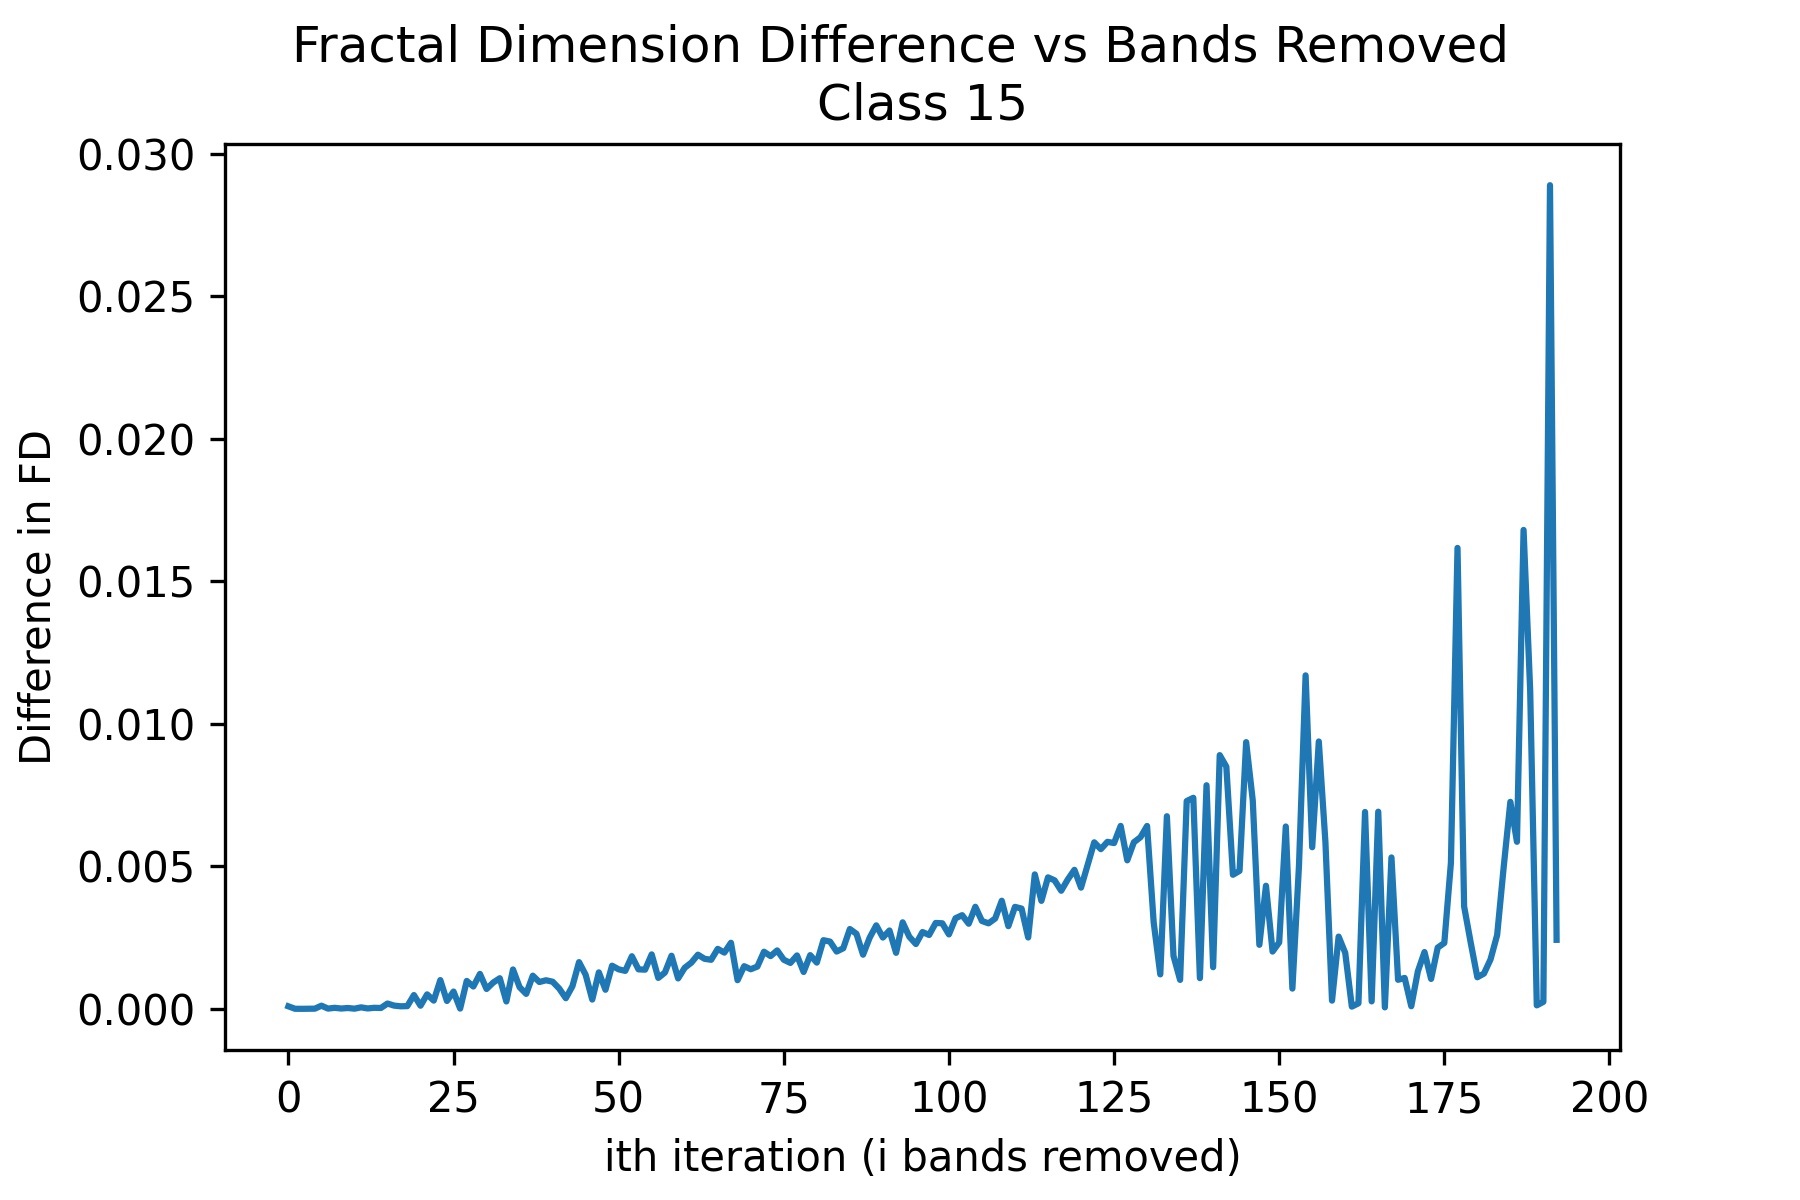 Fractal Dimension Difference vs Bands Removed
Class 15
0.030
0.025
0.020
0.015
0.010
0.005
0.000
Difference in FD
0 25 50 75 100 125 150 175 200
ith iteration (i bands removed)